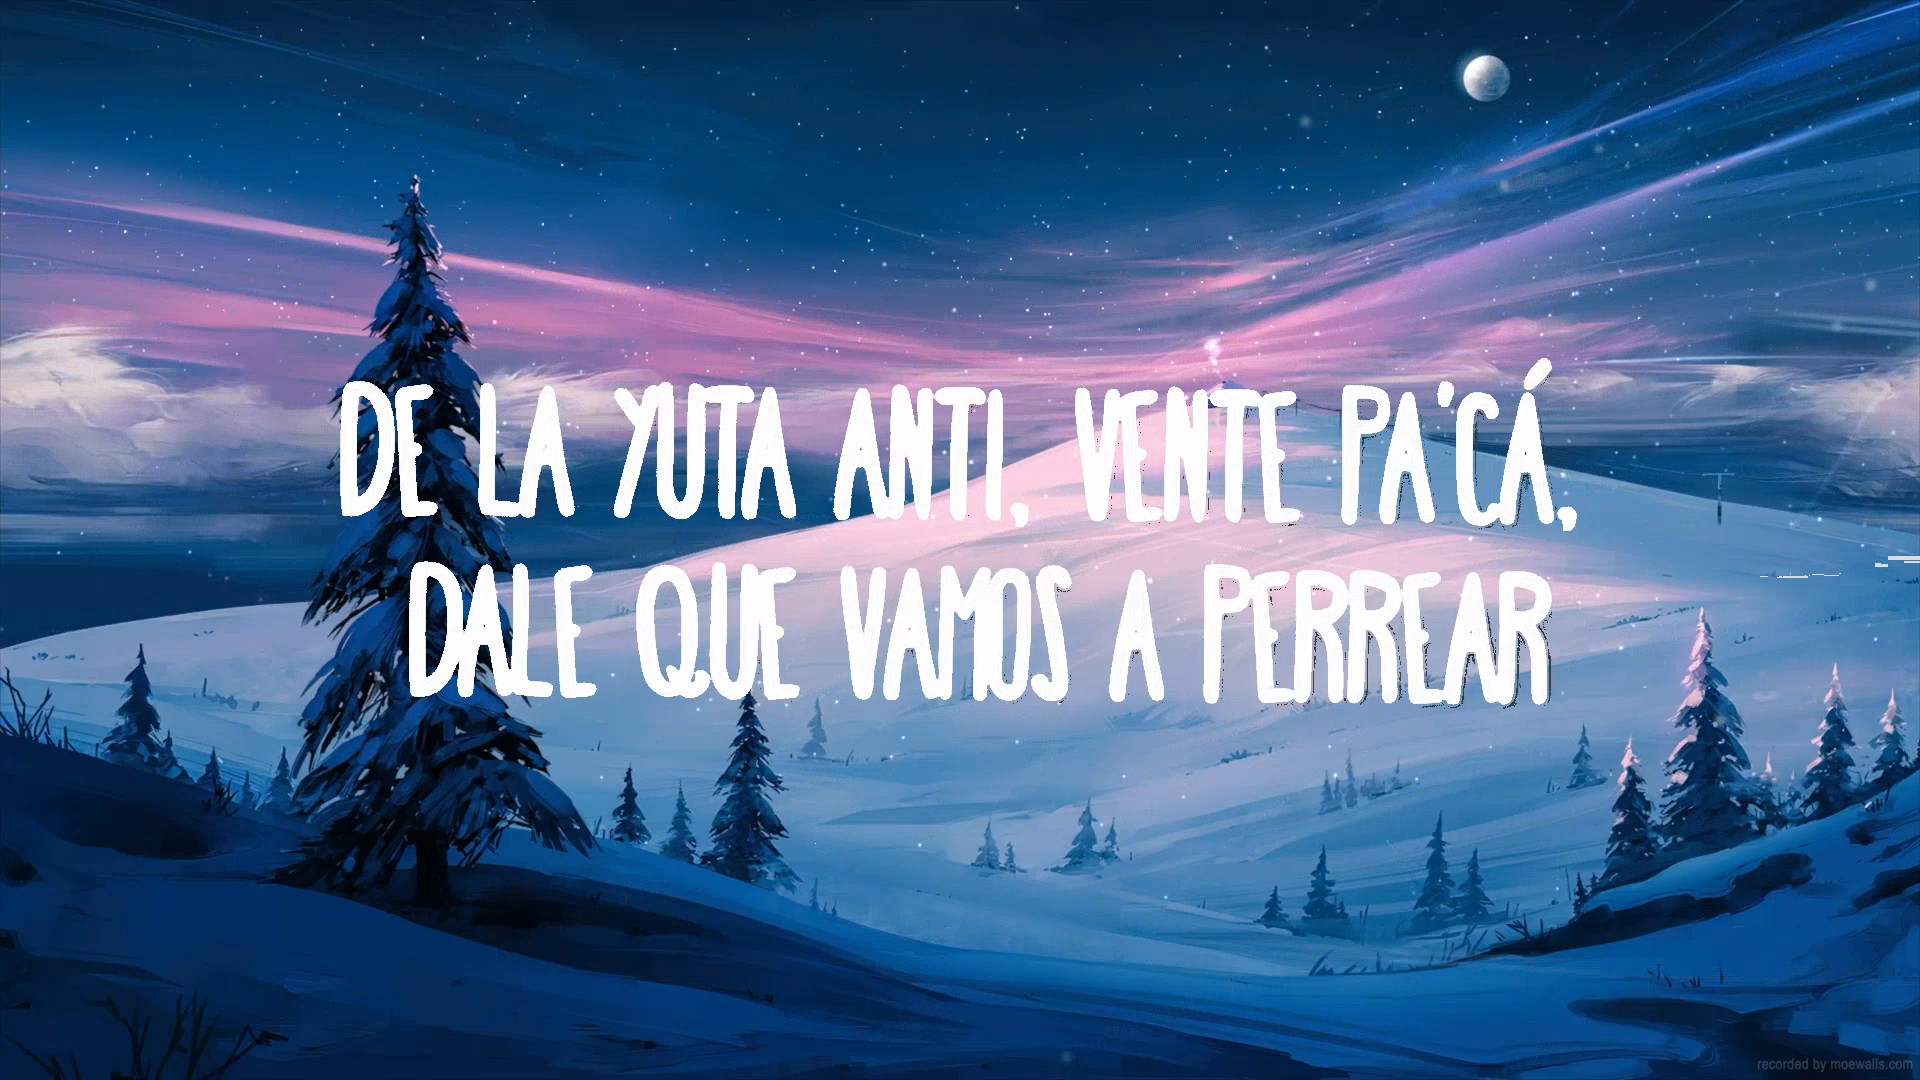 DE LA YUTA ANTI, VENTE PA'CÁ,
DALE QUE VAMOS A PERREAR
recorded by moewalls.com